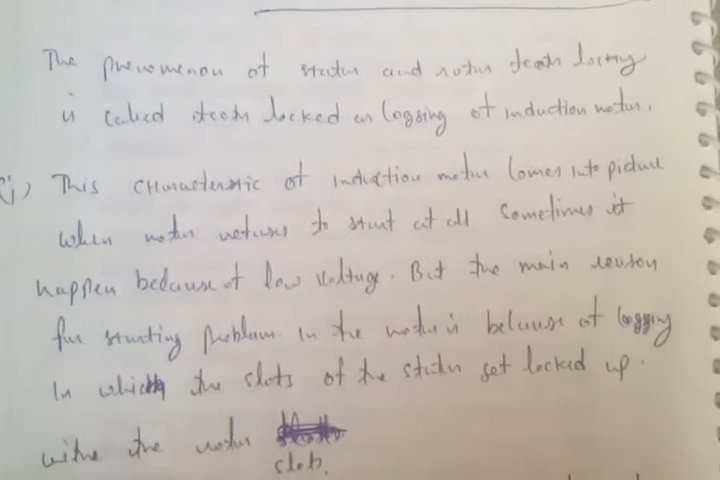 The phenomenon of stator and rotor teeth locking
is called teeth locked or Cogging of induction motor.
(i) This characteristic of induction motor Comes into picture
when motor refuses to start at all Sometimes it
happen because of low voltage. But the main reason
for starting problem in the motor is because of Cogging
In which the slots of the stator get locked up.
with the rotor
slots.